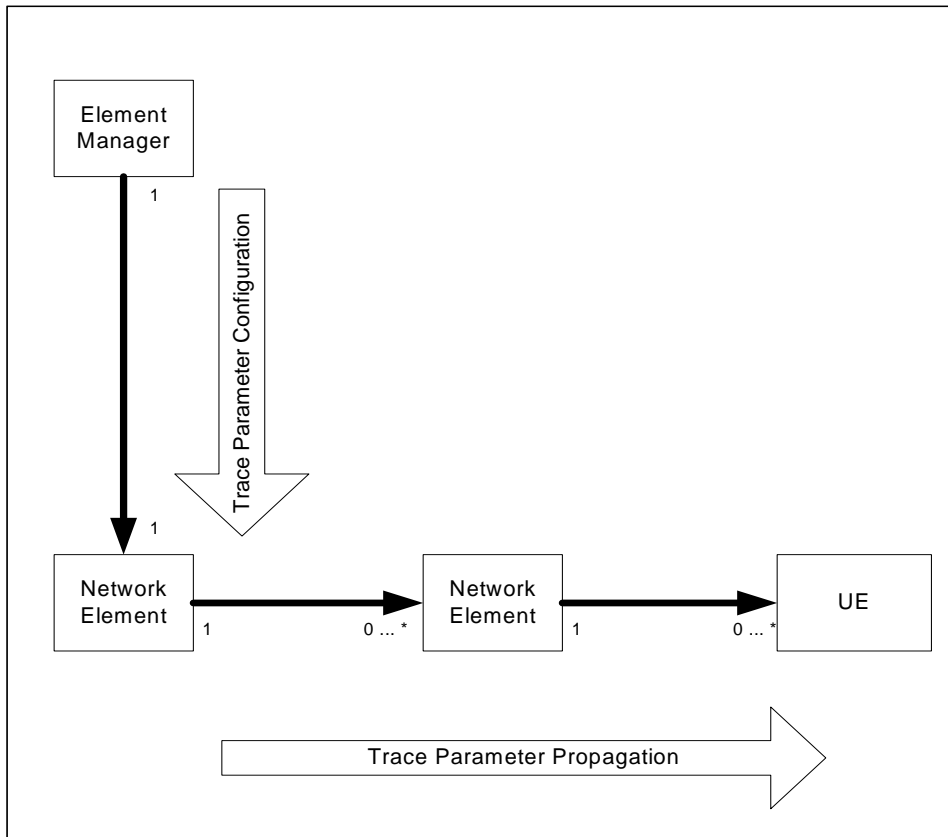 Element
Manager
1
Trace Parameter Configuration
1
Network
Element
1
0 ... *
Network
Element
1
0 ... *
UE
Trace Parameter Propagation